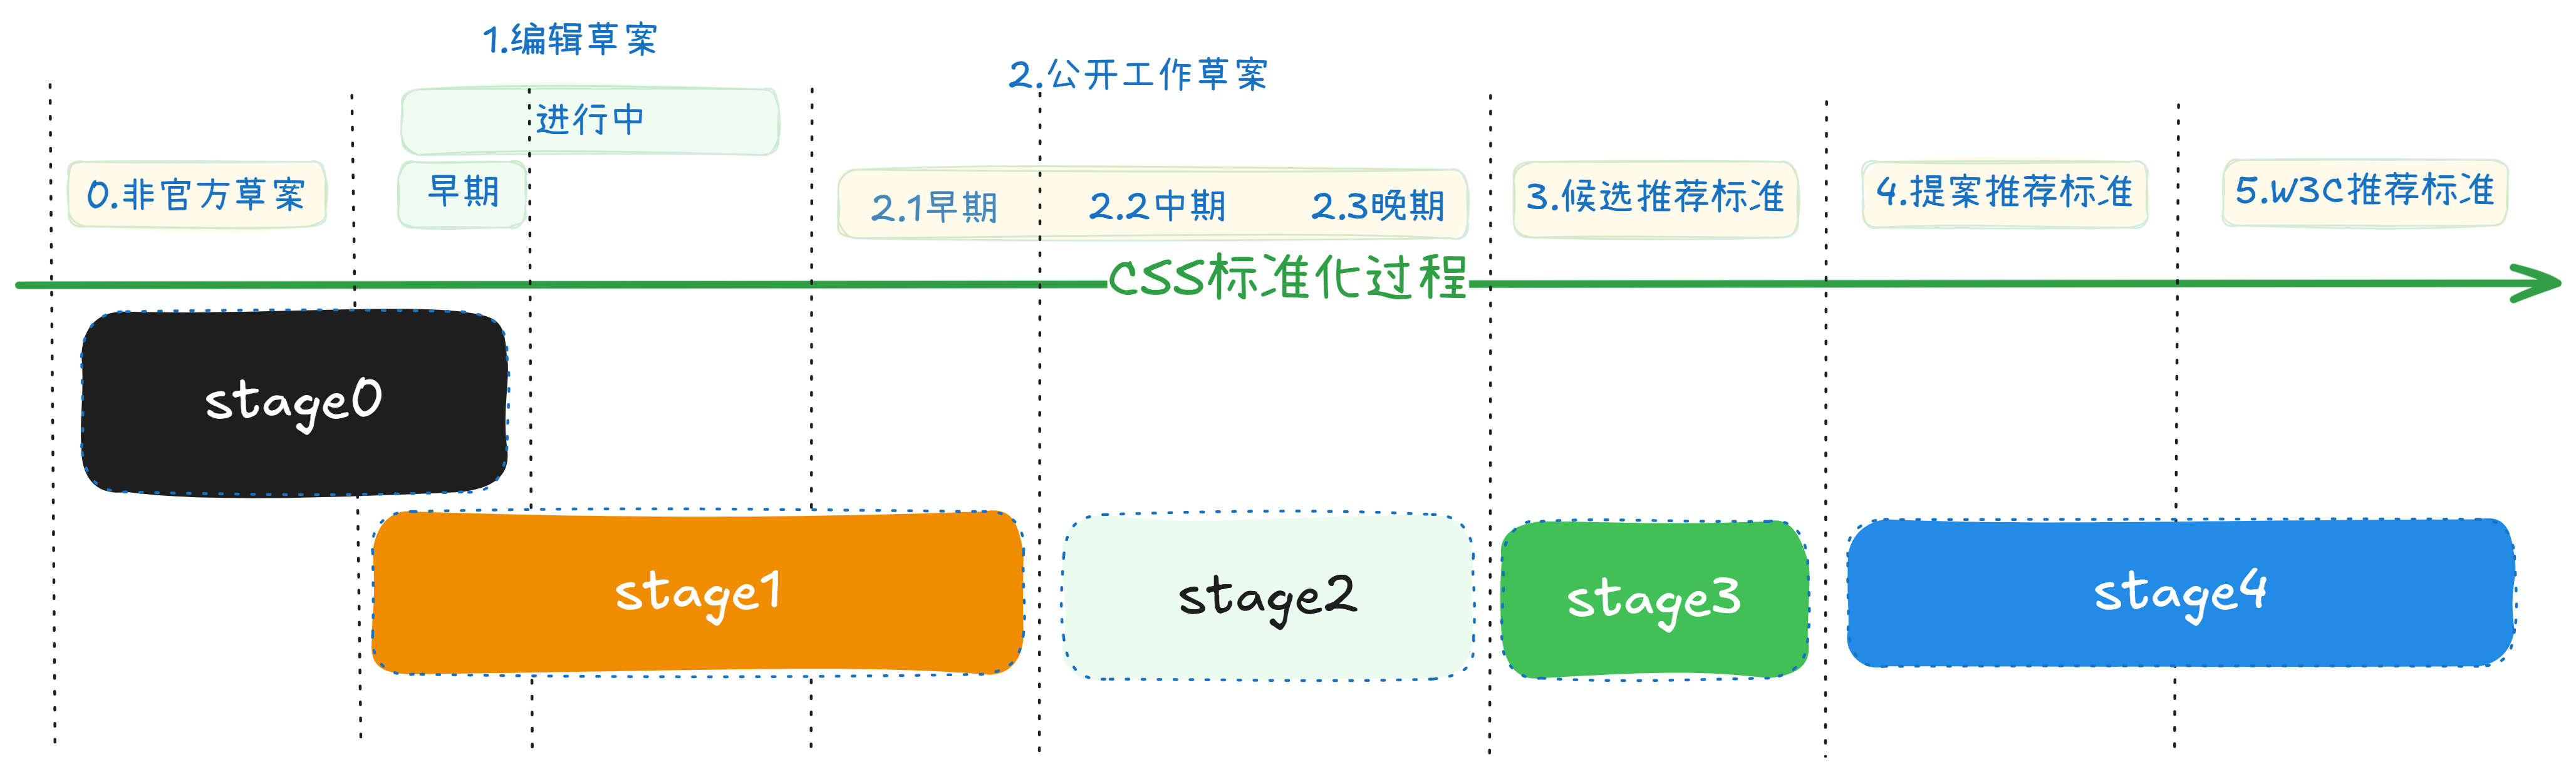 1.编辑草案
2.公开工作草案
进行中
0.非官方草案
早期
2.1早期
2.2中期
2.3晚期
3.候选推荐标准
4.提案推荐标准
5.W3C推荐标准
CSS标准化过程
stage0
stage1
stage2
stage3
stage4